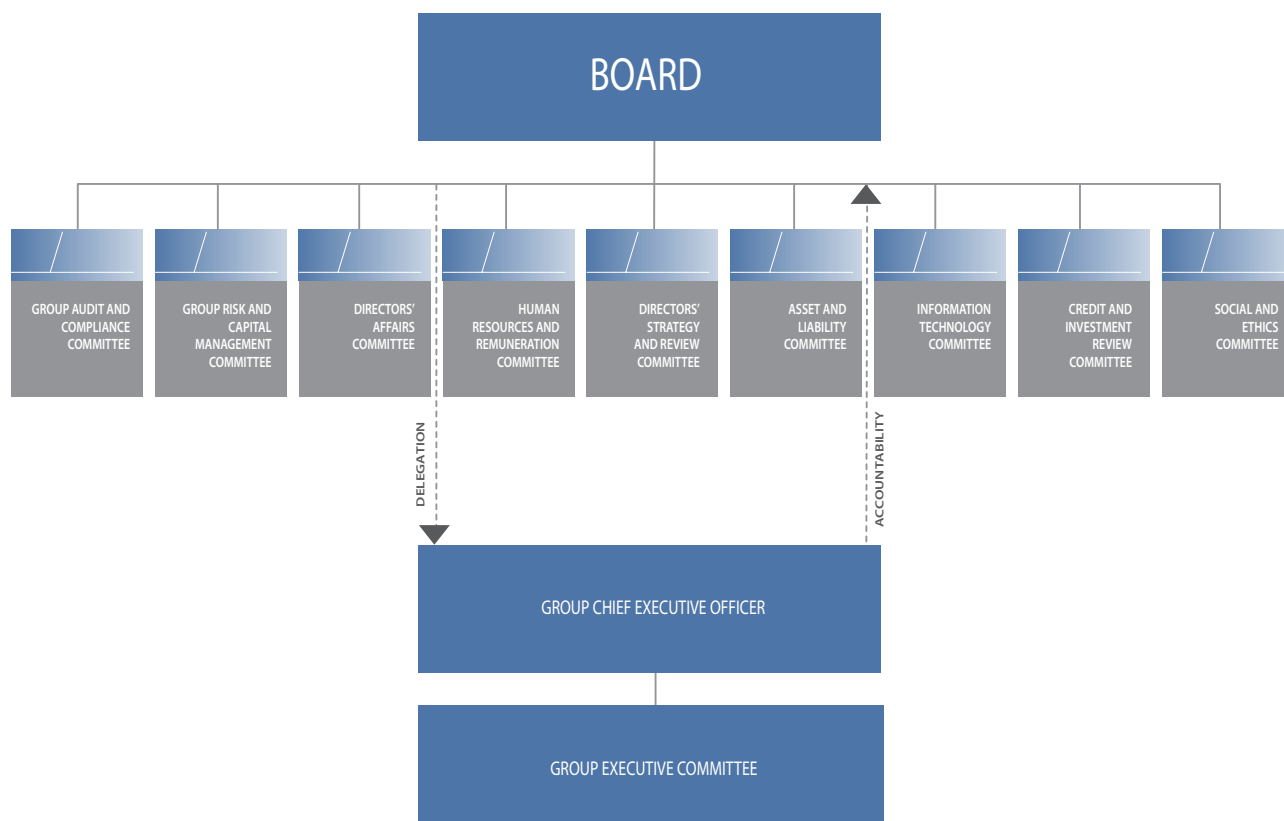 BOARD
GROUP AUDIT AND
COMPLIANCE
COMMITTEE
GROUP RISK AND
CAPITAL
MANAGEMENT
COMMITTEE
DIRECTORS’
AFFAIRS
COMMITTEE
HUMAN
RESOURCES AND
REMUNERATION
COMMITTEE
DIRECTORS’
STRATEGY
AND REVIEW
COMMITTEE
ASSET AND
LIABILITY
COMMITTEE
INFORMATION
TECHNOLOGY
COMMITTEE
CREDIT AND
INVESTMENT
REVIEW
COMMITTEE
SOCIAL AND
ETHICS
COMMITTEE
DELEGATION
ACCOUNTABILITY
GROUP CHIEF EXECUTIVE OFFICER
GROUP EXECUTIVE COMMITTEE